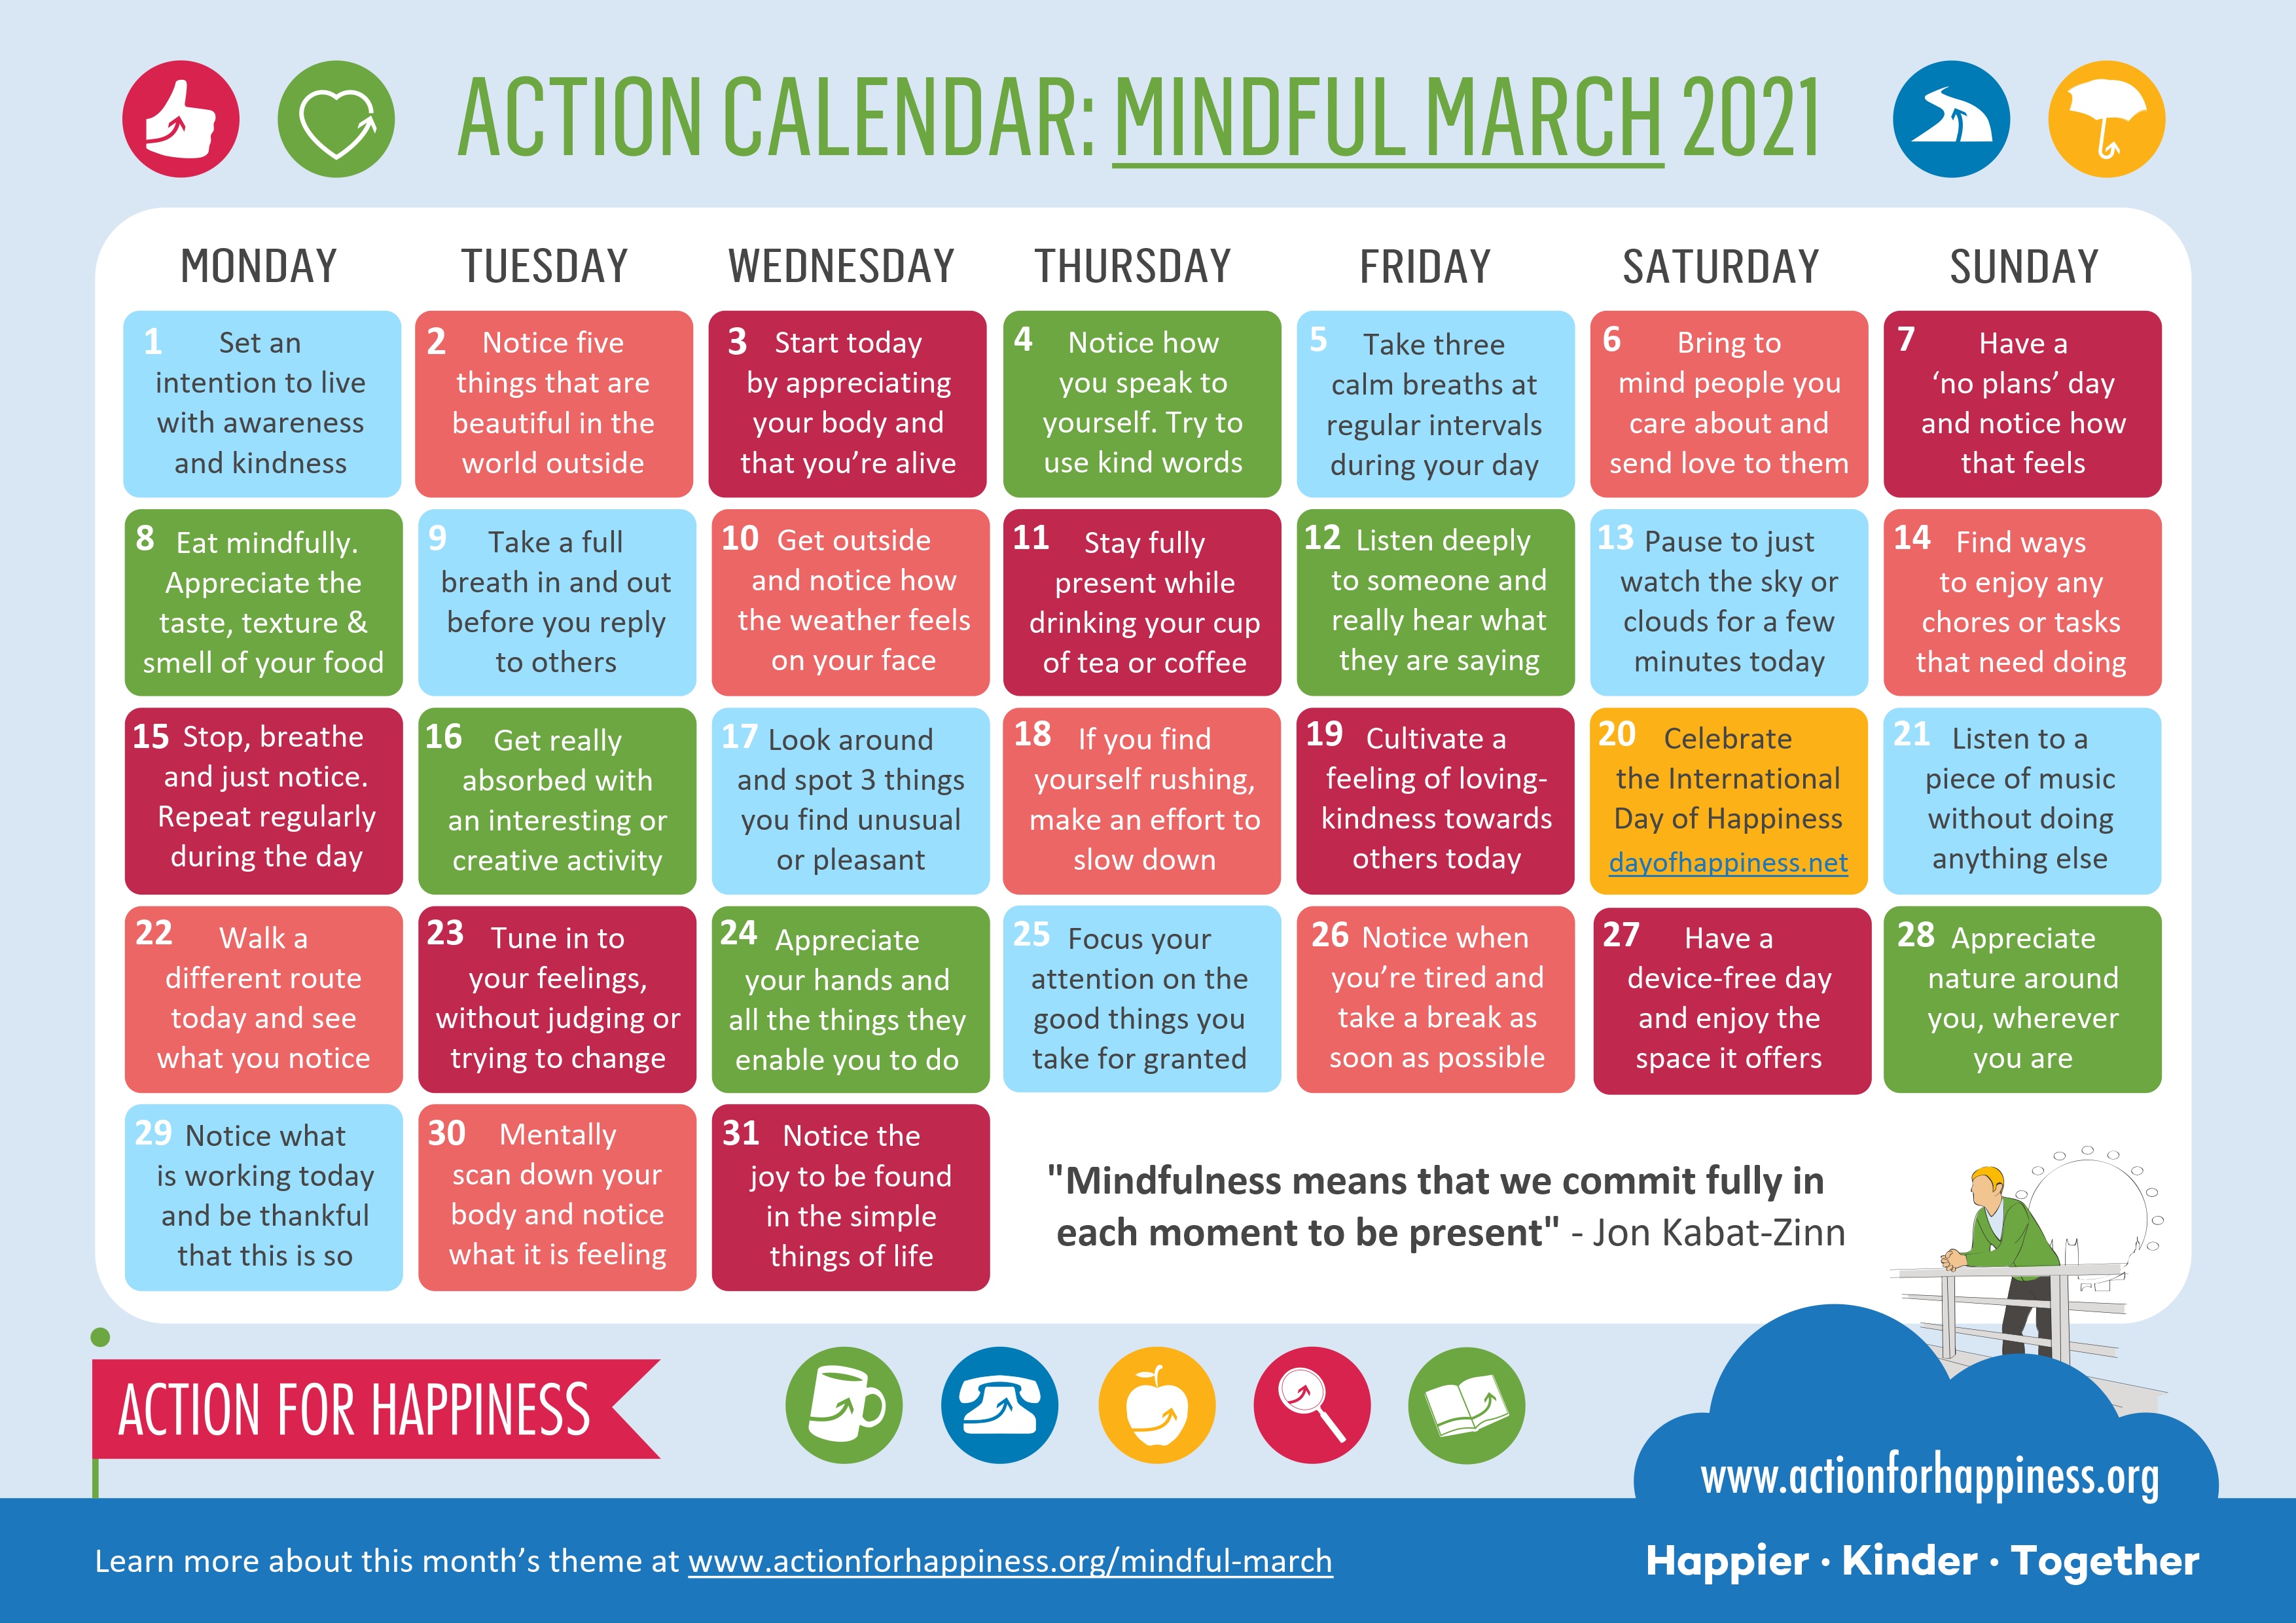 ACTION CALENDAR: MINDFUL MARCH 2021
MONDAY
TUESDAY
WEDNESDAY
THURSDAY
FRIDAY
SATURDAY
SUNDAY
1 Set an
intention to live
with awareness
and kindness
2 Notice five
things that are
beautiful in the
world outside
3 Start today
by appreciating
your body and
that you’re alive
4 Notice how
you speak to
yourself. Try to
use kind words
5 Take three
calm breaths at
regular intervals
during your day
6 Bring to
mind people you
care about and
send love to them
7 Have a
‘no plans’ day
and notice how
that feels
8 Eat mindfully.
Appreciate the
taste, texture &
smell of your food
9 Take a full
breath in and out
before you reply
to others
10 Get outside
and notice how
the weather feels
on your face
11 Stay fully
present while
drinking your cup
of tea or coffee
12 Listen deeply
to someone and
really hear what
they are saying
13 Pause to just
watch the sky or
clouds for a few
minutes today
14 Find ways
to enjoy any
chores or tasks
that need doing
15 Stop, breathe
and just notice.
Repeat regularly
during the day
16 Get really
absorbed with
an interesting or
creative activity
17 Look around
and spot 3 things
you find unusual
or pleasant
18 If you find
yourself rushing,
make an effort to
slow down
19 Cultivate a
feeling of loving-
kindness towards
others today
20 Celebrate
the International
Day of Happiness
dayofhappiness.net
21 Listen to a
piece of music
without doing
anything else
22 Walk a
different route
today and see
what you notice
23 Tune in to
your feelings,
without judging or
trying to change
24 Appreciate
your hands and
all the things they
enable you to do
25 Focus your
attention on the
good things you
take for granted
26 Notice when
you’re tired and
take a break as
soon as possible
27 Have a
device-free day
and enjoy the
space it offers
28 Appreciate
nature around
you, wherever
you are
29 Notice what
is working today
and be thankful
that this is so
30 Mentally
scan down your
body and notice
what it is feeling
31 Notice the
joy to be found
in the simple
things of life
"Mindfulness means that we commit fully in
each moment to be present" - Jon Kabat-Zinn
ACTION FOR HAPPINESS
www.actionforhappiness.org
Learn more about this month’s theme at www.actionforhappiness.org/mindful-march
Happier · Kinder · Together